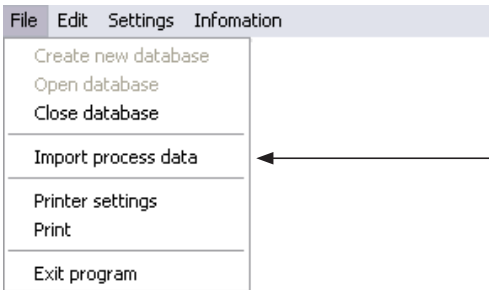 File Edit Settings Infomation
Create new database
Open database
Close database
Import process data
Printer settings
Print
Exit program